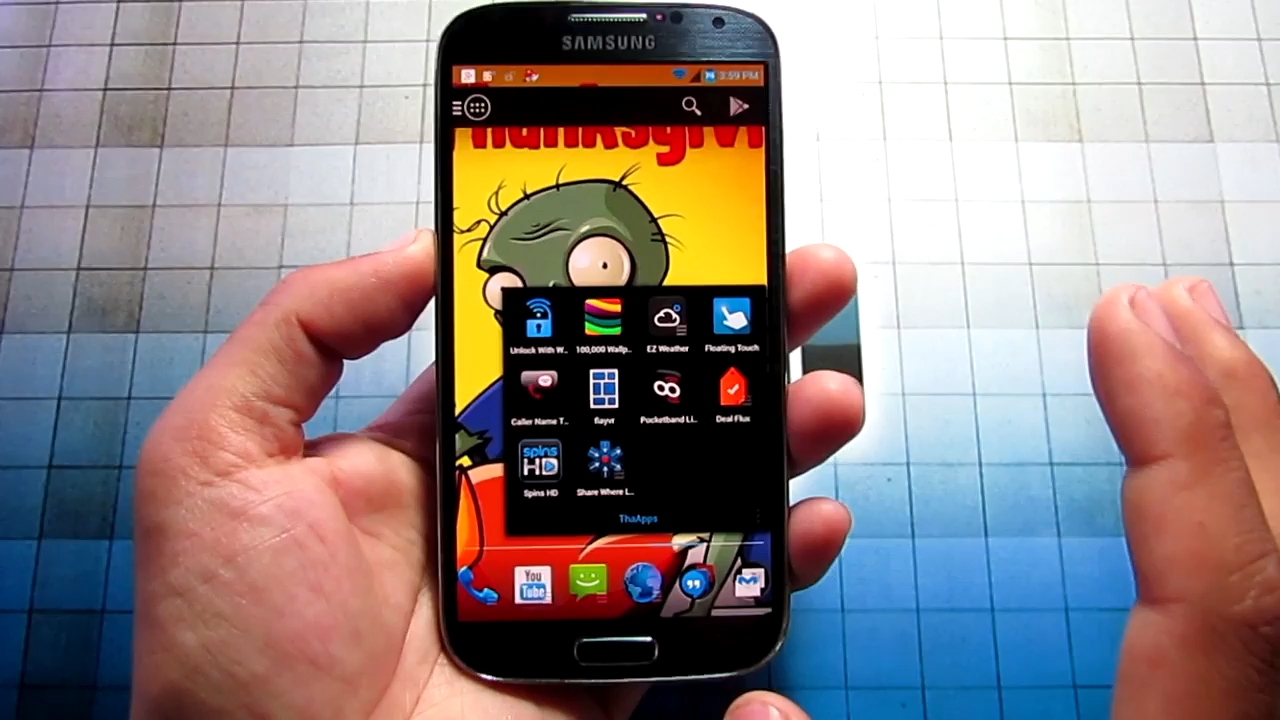 SAMSUNG
3:59 PM
Unlock With W..
100,000 Wallp..
EZ Weather
Floating Touch
Caller Name T..
flayvr
Pocketband Li..
Deal Flux
spins
HD
Spins HD
Share Where L..
ThaApps
You
Tube